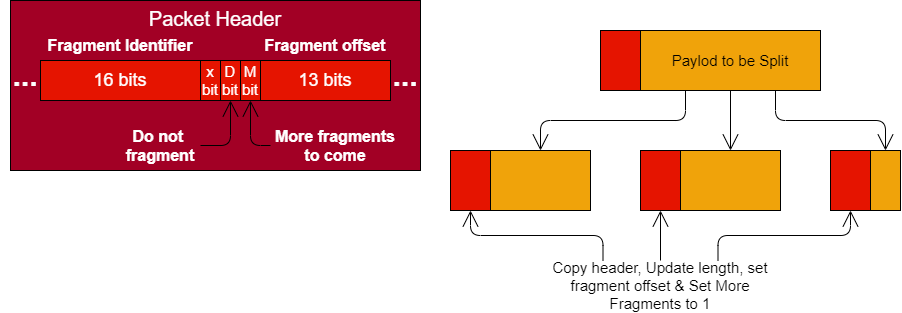 Packet Header
Fragment Identifier Fragment offset
... 16 bits x bit D bit M bit 13 bits ...
Do not
fragment
More fragments
to come
Paylod to be Split
Copy header, Update length, set
fragment offset & Set More
Fragments to 1